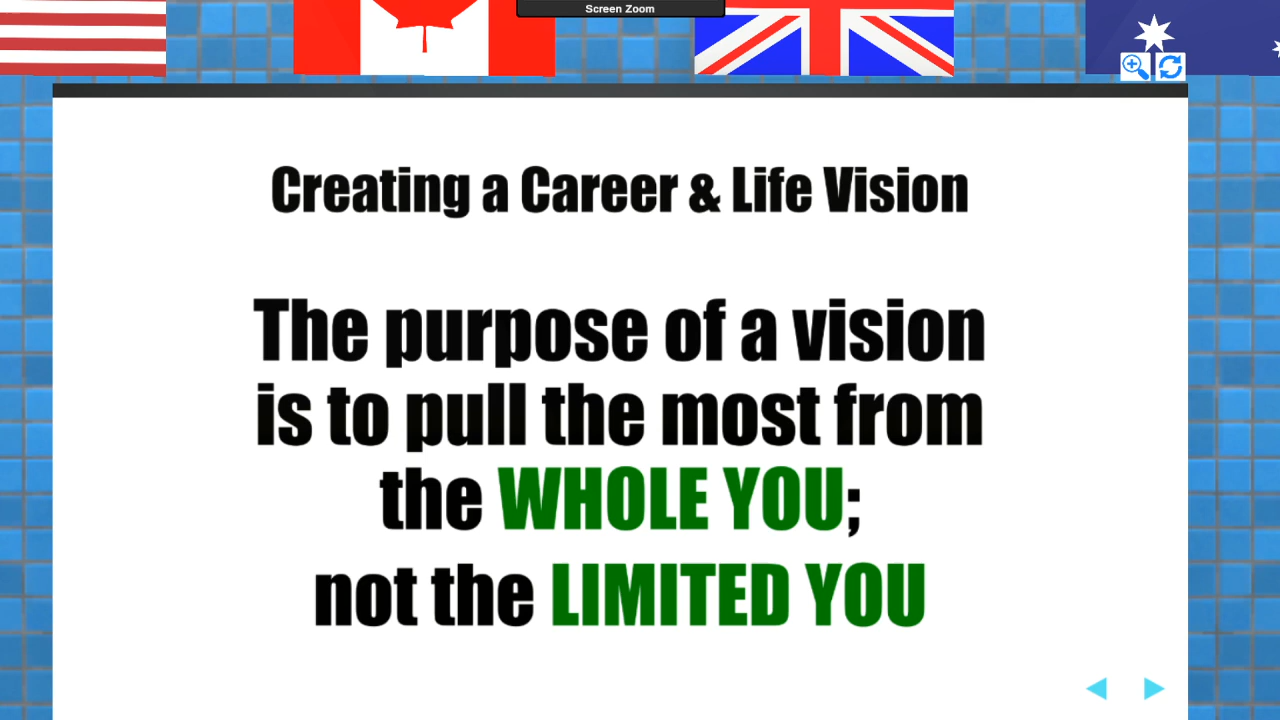 Screen Zoom
Creating a Career & Life Vision
The purpose of a vision
is to pull the most from
the WHOLE YOU;
not the LIMITED YOU